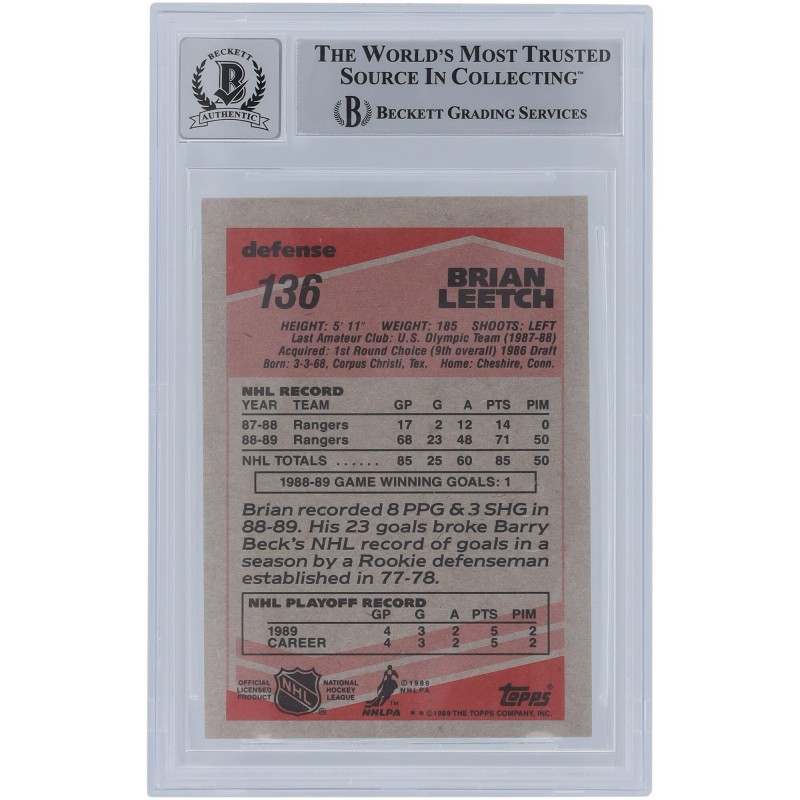 BECKETT
B
AUTHENTIC
THE WORLD'S MOST TRUSTED
SOURCE IN COLLECTING™
B BECKETT GRADING SERVICES
defense
136
BRIAN
LEETCH
HEIGHT: 5' 11" WEIGHT: 185 SHOOTS: LEFT
Last Amateur Club: U.S. Olympic Team (1987-88)
Acquired: 1st Round Choice (9th overall) 1986 Draft
Born: 3-3-68, Corpus Christi, Tex. Home: Cheshire, Conn.
NHL RECORD
YEAR TEAM GP G A PTS PIM
87-88 Rangers 17 2 12 14 0
88-89 Rangers 68 23 48 71 50
NHL TOTALS ...... 85 25 60 85 50
1988-89 GAME WINNING GOALS: 1
Brian recorded 8 PPG & 3 SHG in
88-89. His 23 goals broke Barry
Beck's NHL record of goals in a
season by a Rookie defenseman
established in 77-78.
NHL PLAYOFF RECORD
GP G A PTS PIM
1989 4 3 2 5 2
CAREER 4 3 2 5 2
OFFICIAL
LICENSED
PRODUCT
NHL
®
NATIONAL
HOCKEY
LEAGUE
© 1989
NHLPA
™
NHLPA
topps®
** © 1989 THE TOPPS COMPANY, INC.